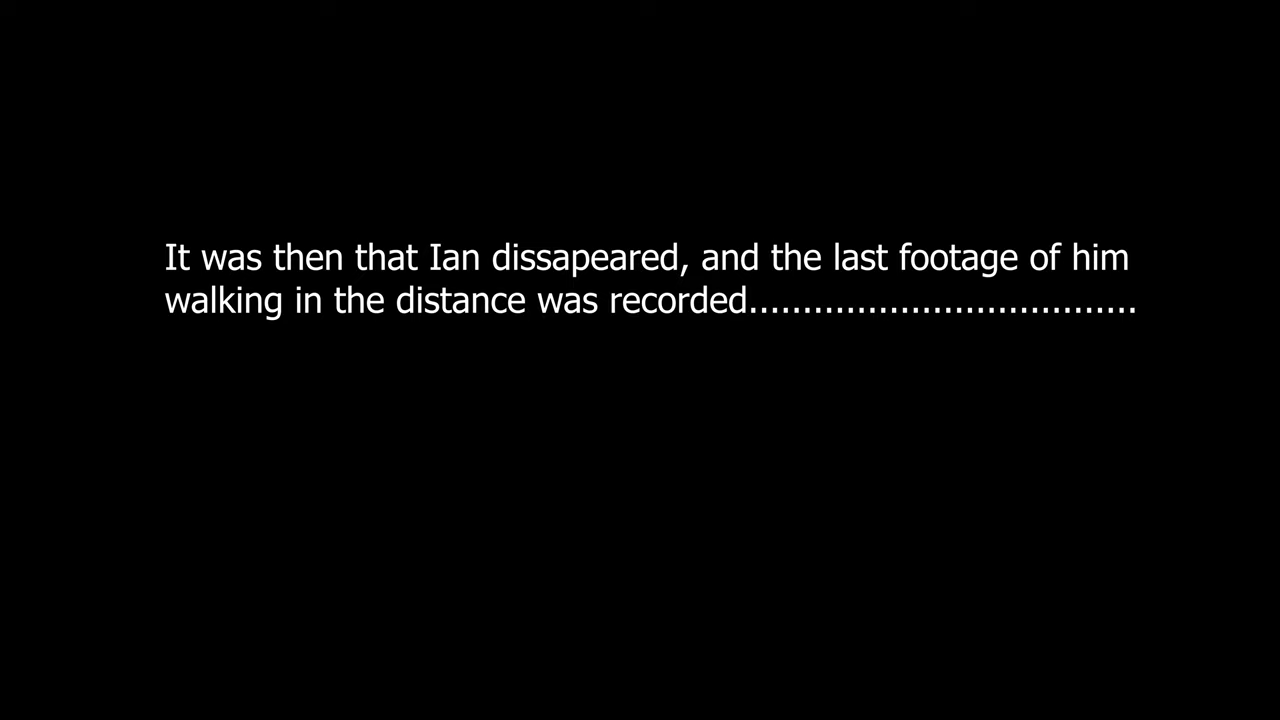 It was then that Ian dissapeared, and the last footage of him
walking in the distance was recorded....................................